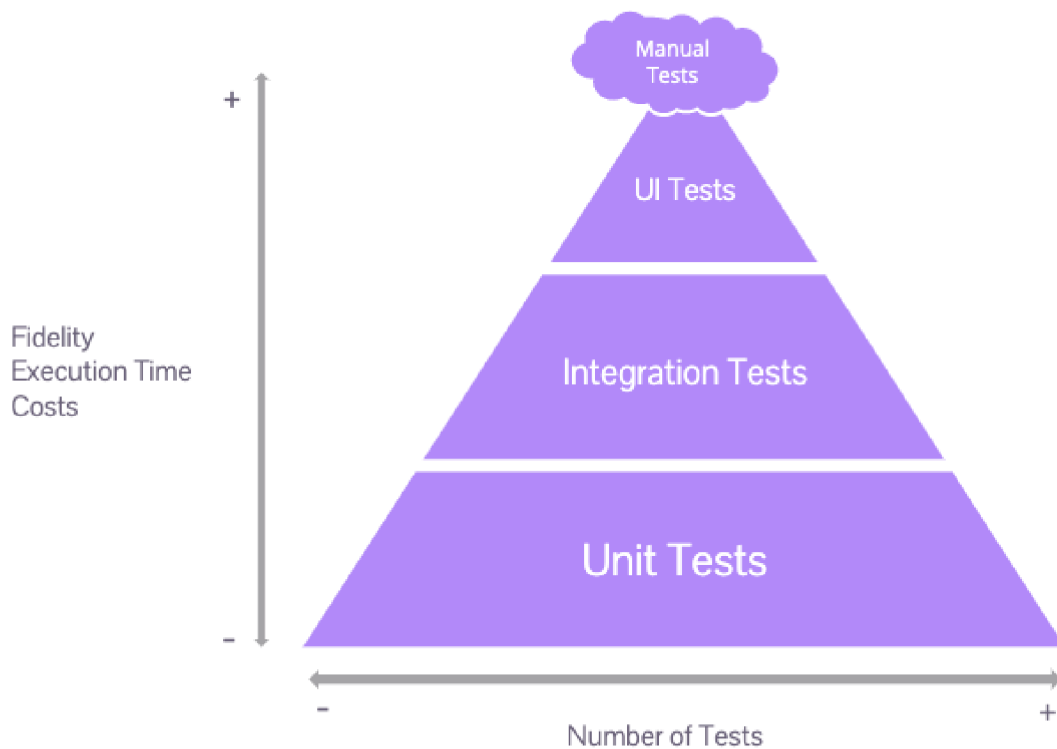 Manual
Tests
+
UI Tests
Fidelity
Execution Time
Costs
Integration Tests
Unit Tests
-
-
+
Number of Tests